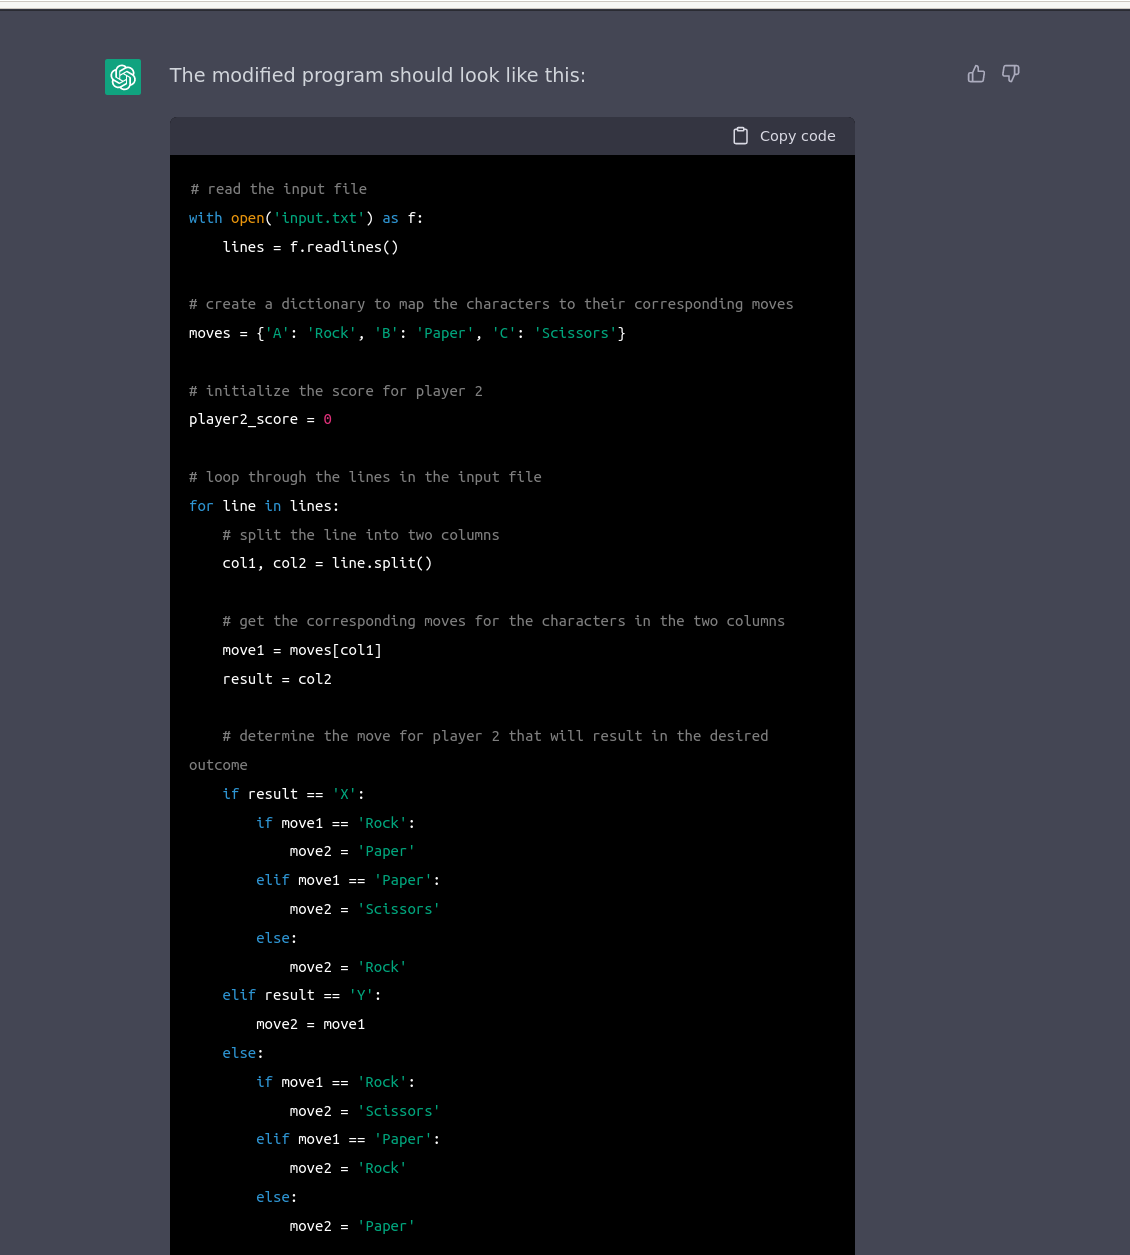 The modified program should look like this:
Copy code
# read the input file
with open('input.txt') as f:
    lines = f.readlines()

# create a dictionary to map the characters to their corresponding moves
moves = {'A': 'Rock', 'B': 'Paper', 'C': 'Scissors'}

# initialize the score for player 2
player2_score = 0

# loop through the lines in the input file
for line in lines:
    # split the line into two columns
    col1, col2 = line.split()

    # get the corresponding moves for the characters in the two columns
    move1 = moves[col1]
    result = col2

    # determine the move for player 2 that will result in the desired
outcome
    if result == 'X':
        if move1 == 'Rock':
            move2 = 'Paper'
        elif move1 == 'Paper':
            move2 = 'Scissors'
        else:
            move2 = 'Rock'
    elif result == 'Y':
        move2 = move1
    else:
        if move1 == 'Rock':
            move2 = 'Scissors'
        elif move1 == 'Paper':
            move2 = 'Rock'
        else:
            move2 = 'Paper'